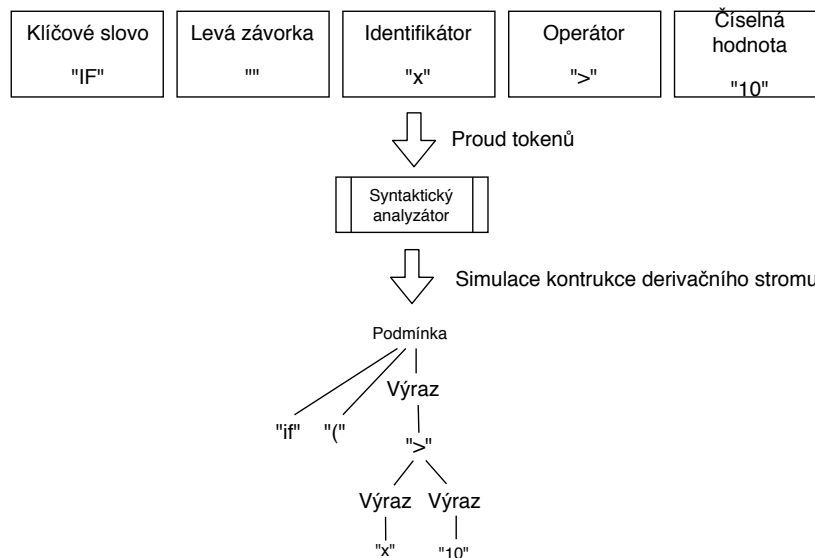 Klíčové slovo
"IF"
Levá závorka
""
Identifikátor
"x"
Operátor
">"
Číselná
hodnota
"10"
Proud tokenů
Syntaktický
analyzátor
Simulace kontrukce derivačního stromu
Podmínka
Výraz
"if" "("
">"
Výraz Výraz
"x" "10"